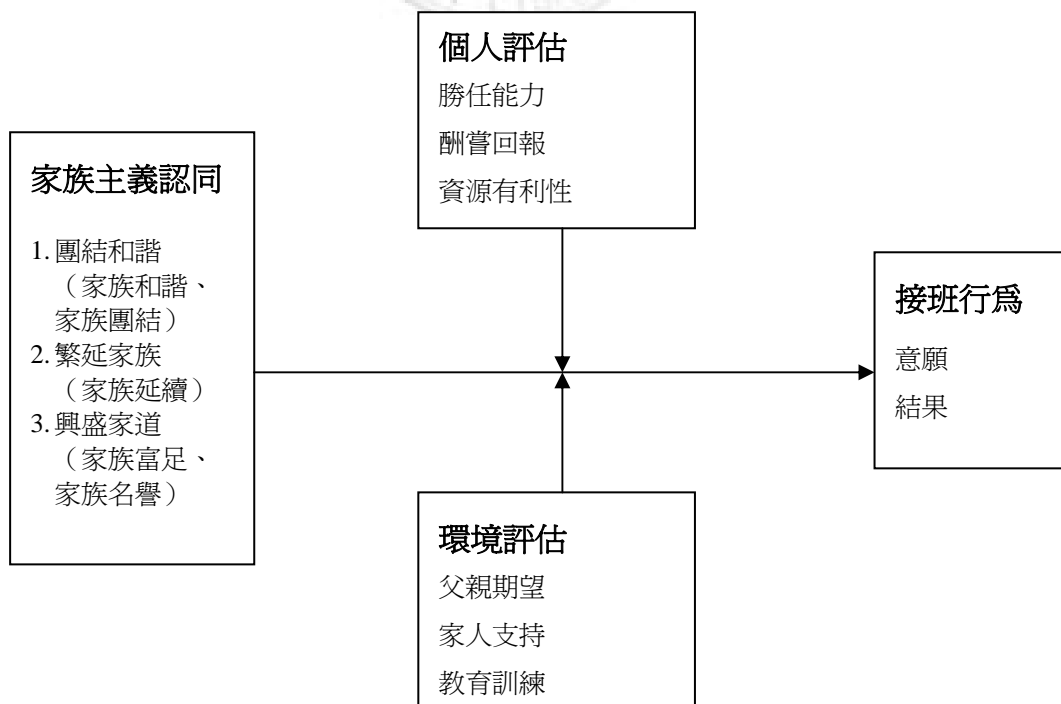 個人評估
勝任能力
酬嘗回報
資源有利性
家族主義認同
1. 團結和諧
（家族和諧、
家族團結）
2. 繁延家族
（家族延續）
3. 興盛家道
（家族富足、
家族名譽）
接班行為
意願
結果
環境評估
父親期望
家人支持
教育訓練